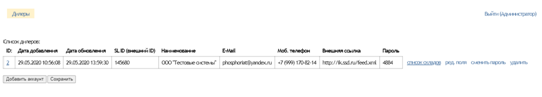 Дилеры
Выйти (Администратор)
Список дилеров:
ID: Дата добавления Дата обновления SL ID (внешний ID) Наименование E-Mail Моб. телефон Внешняя ссылка Пароль
2 29.05.2020 10:56:08 29.05.2020 13:59:30 145680 ООО "Тестовые системы" phosphoriat@yandex.ru +7 (999) 170-82-14 http://lk.ss8.ru/feed.xml 4884 список складов ред. поля сменить пароль удалить
Добавить аккаунт Сохранить